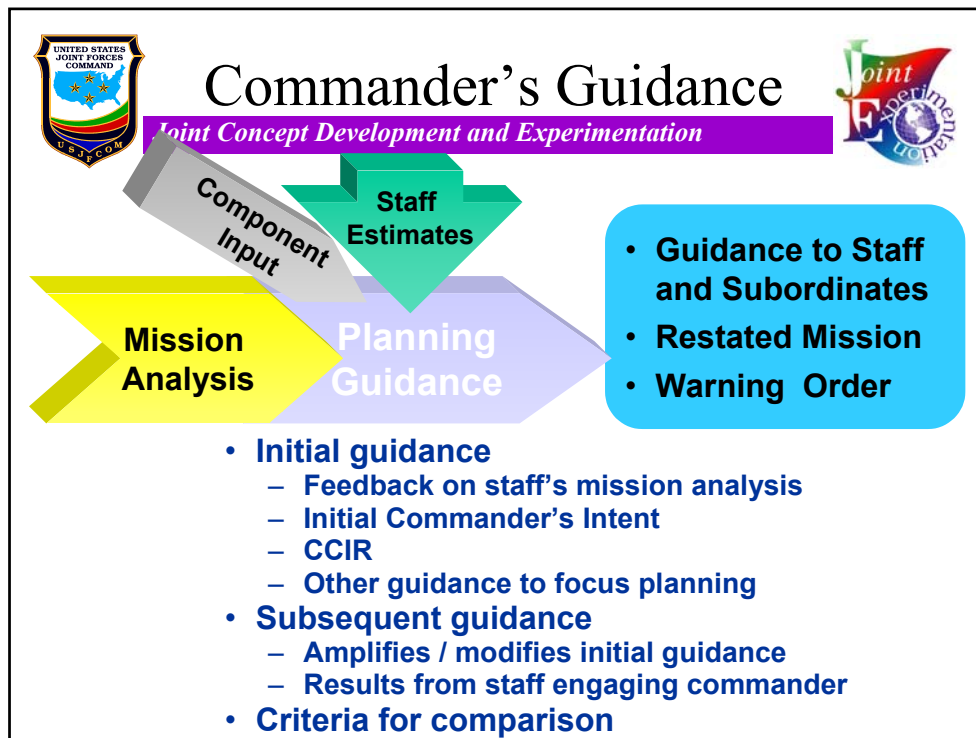 UNITED STATES
JOINT FORCES
COMMAND
USJFCOM
Commander’s Guidance
Joint Concept Development and Experimentation
Joint
Experimentation
Component
Input
Staff
Estimates
Mission
Analysis
Planning
Guidance
• Guidance to Staff
and Subordinates
• Restated Mission
• Warning Order
• Initial guidance
– Feedback on staff’s mission analysis
– Initial Commander’s Intent
– CCIR
– Other guidance to focus planning
• Subsequent guidance
– Amplifies / modifies initial guidance
– Results from staff engaging commander
• Criteria for comparison